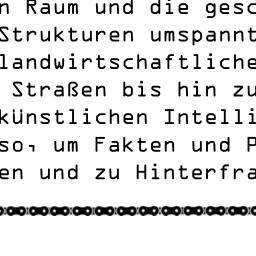 n Raum und die gesc
Strukturen umspannt
landwirtschaftliche
Straßen bis hin zu
künstlichen Intelli
so, um Fakten und P
en und zu Hinterfra